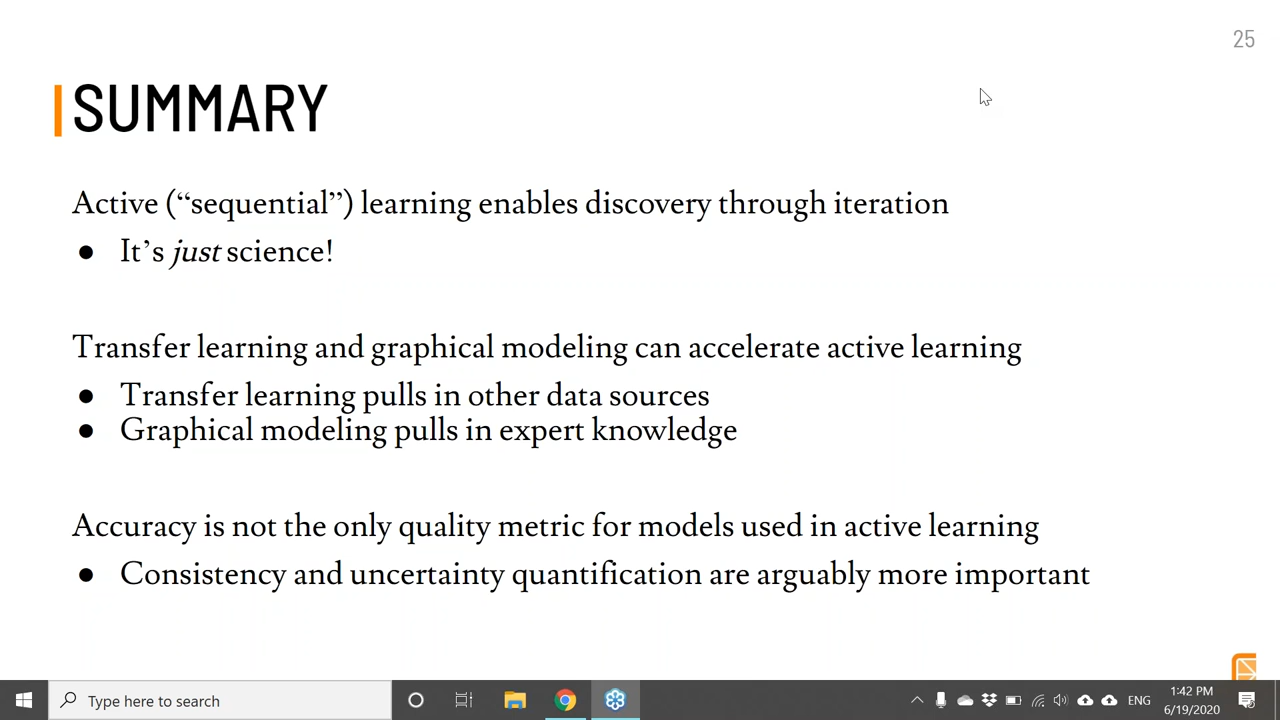 25
SUMMARY
Active (“sequential”) learning enables discovery through iteration
● It’s just science!
Transfer learning and graphical modeling can accelerate active learning
● Transfer learning pulls in other data sources
● Graphical modeling pulls in expert knowledge
Accuracy is not the only quality metric for models used in active learning
● Consistency and uncertainty quantification are arguably more important
Type here to search
ENG
1:42 PM
6/19/2020